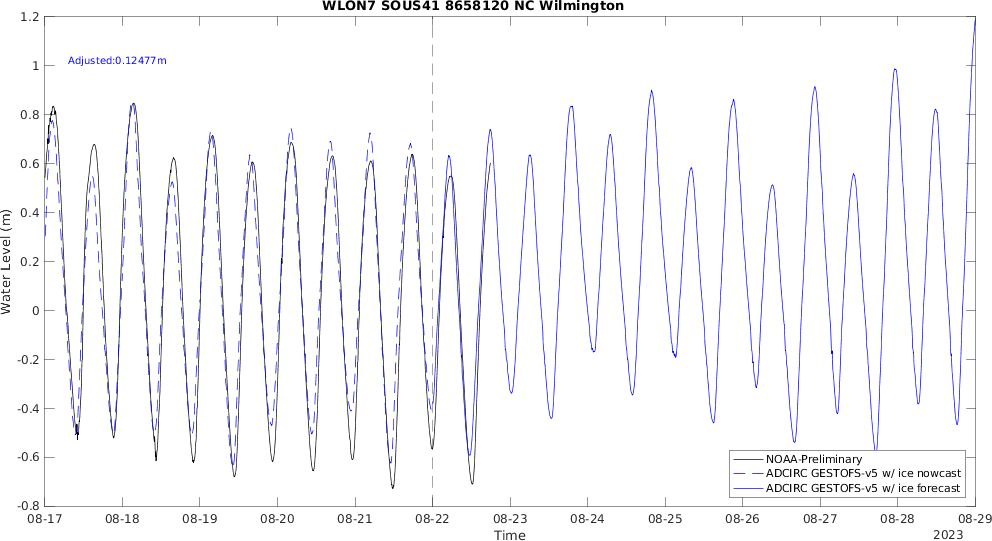 WLON7 SOUS41 8658120 NC Wilmington
Adjusted:0.12477m
Water Level (m)
1.2
1
0.8
0.6
0.4
0.2
0
-0.2
-0.4
-0.6
-0.8
NOAA-Preliminary
ADCIRC GESTOFS-v5 w/ ice nowcast
ADCIRC GESTOFS-v5 w/ ice forecast
08-17 08-18 08-19 08-20 08-21 08-22 08-23 08-24 08-25 08-26 08-27 08-28 08-29
Time
2023